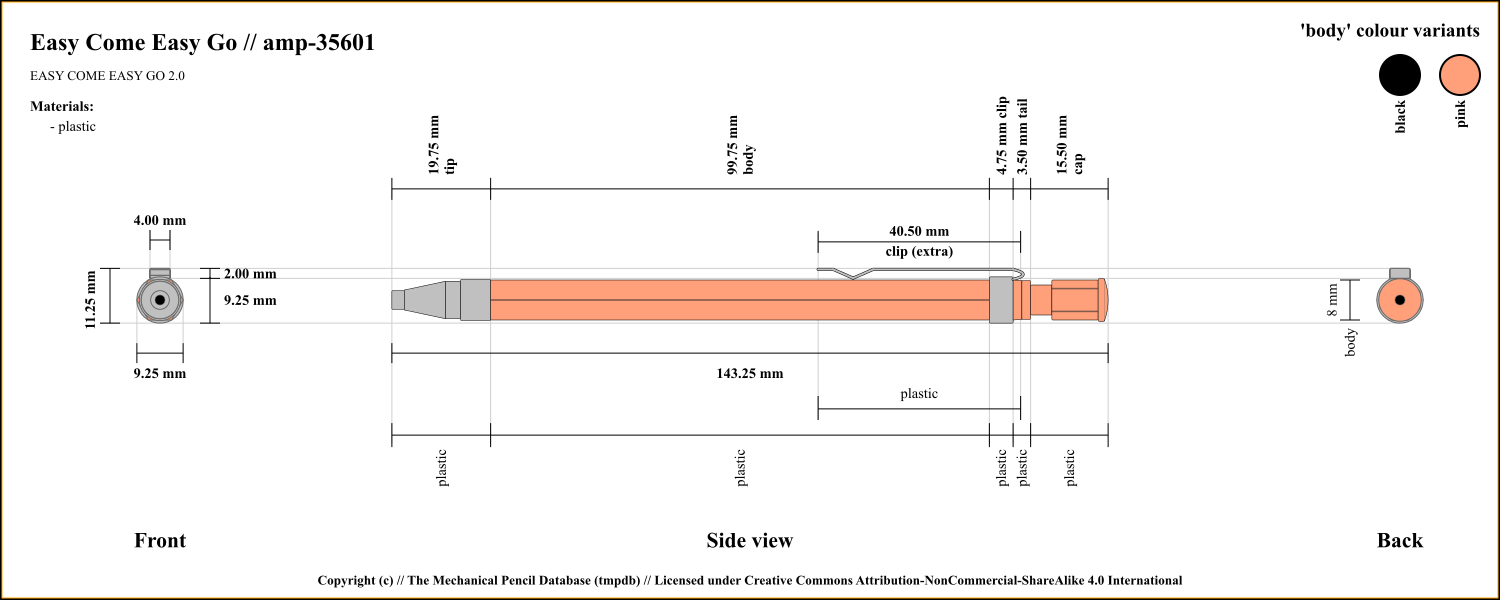 Easy Come Easy Go // amp-35601
EASY COME EASY GO 2.0
Materials:
- plastic
'body' colour variants
black
pink
19.75 mm
tip
99.75 mm
body
4.75 mm clip
3.50 mm tail
15.50 mm
cap
40.50 mm
clip (extra)
4.00 mm
2.00 mm
9.25 mm
11.25 mm
9.25 mm
8 mm
body
143.25 mm
plastic
plastic
plastic
plastic
plastic
plastic
Front
Side view
Back
Copyright (c) // The Mechanical Pencil Database (tmpdb) // Licensed under Creative Commons Attribution-NonCommercial-ShareAlike 4.0 International